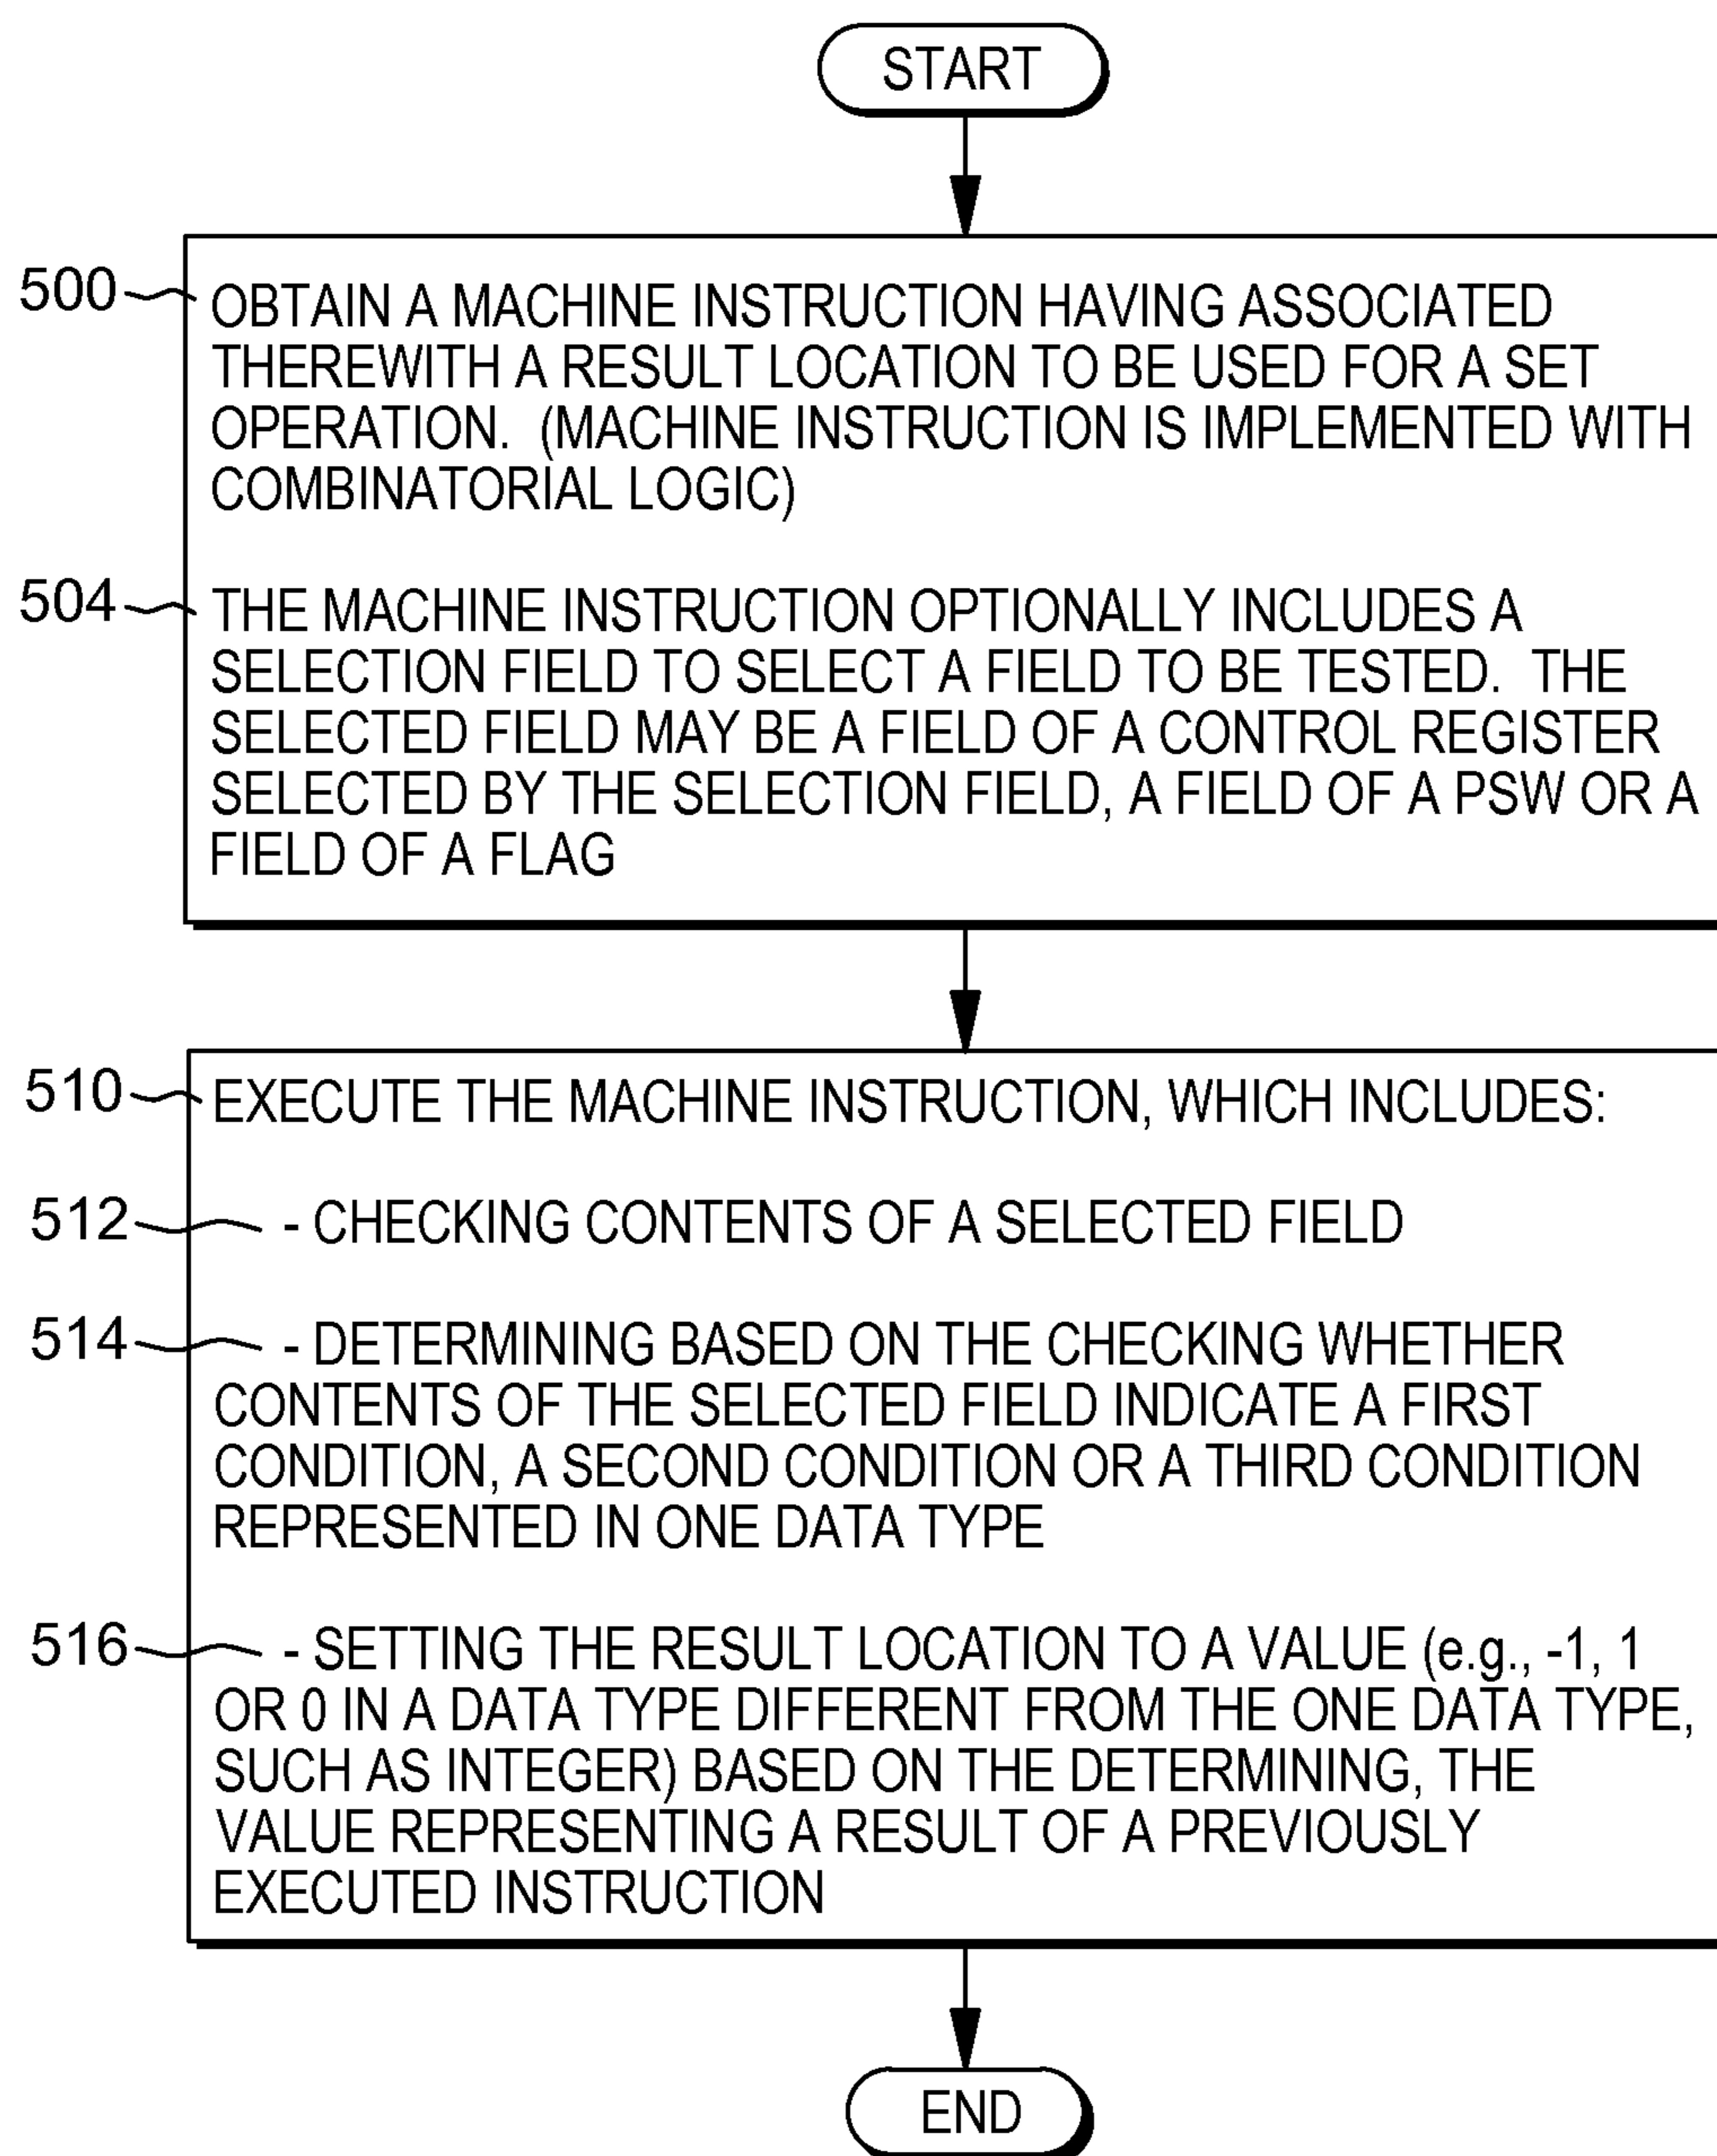 START
500
OBTAIN A MACHINE INSTRUCTION HAVING ASSOCIATED
THEREWITH A RESULT LOCATION TO BE USED FOR A SET
OPERATION. (MACHINE INSTRUCTION IS IMPLEMENTED WITH
COMBINATORIAL LOGIC)
504
THE MACHINE INSTRUCTION OPTIONALLY INCLUDES A
SELECTION FIELD TO SELECT A FIELD TO BE TESTED. THE
SELECTED FIELD MAY BE A FIELD OF A CONTROL REGISTER
SELECTED BY THE SELECTION FIELD, A FIELD OF A PSW OR A
FIELD OF A FLAG
510
EXECUTE THE MACHINE INSTRUCTION, WHICH INCLUDES:
512
- CHECKING CONTENTS OF A SELECTED FIELD
514
- DETERMINING BASED ON THE CHECKING WHETHER
CONTENTS OF THE SELECTED FIELD INDICATE A FIRST
CONDITION, A SECOND CONDITION OR A THIRD CONDITION
REPRESENTED IN ONE DATA TYPE
516
- SETTING THE RESULT LOCATION TO A VALUE (e.g., -1, 1
OR 0 IN A DATA TYPE DIFFERENT FROM THE ONE DATA TYPE,
SUCH AS INTEGER) BASED ON THE DETERMINING, THE
VALUE REPRESENTING A RESULT OF A PREVIOUSLY
EXECUTED INSTRUCTION
END